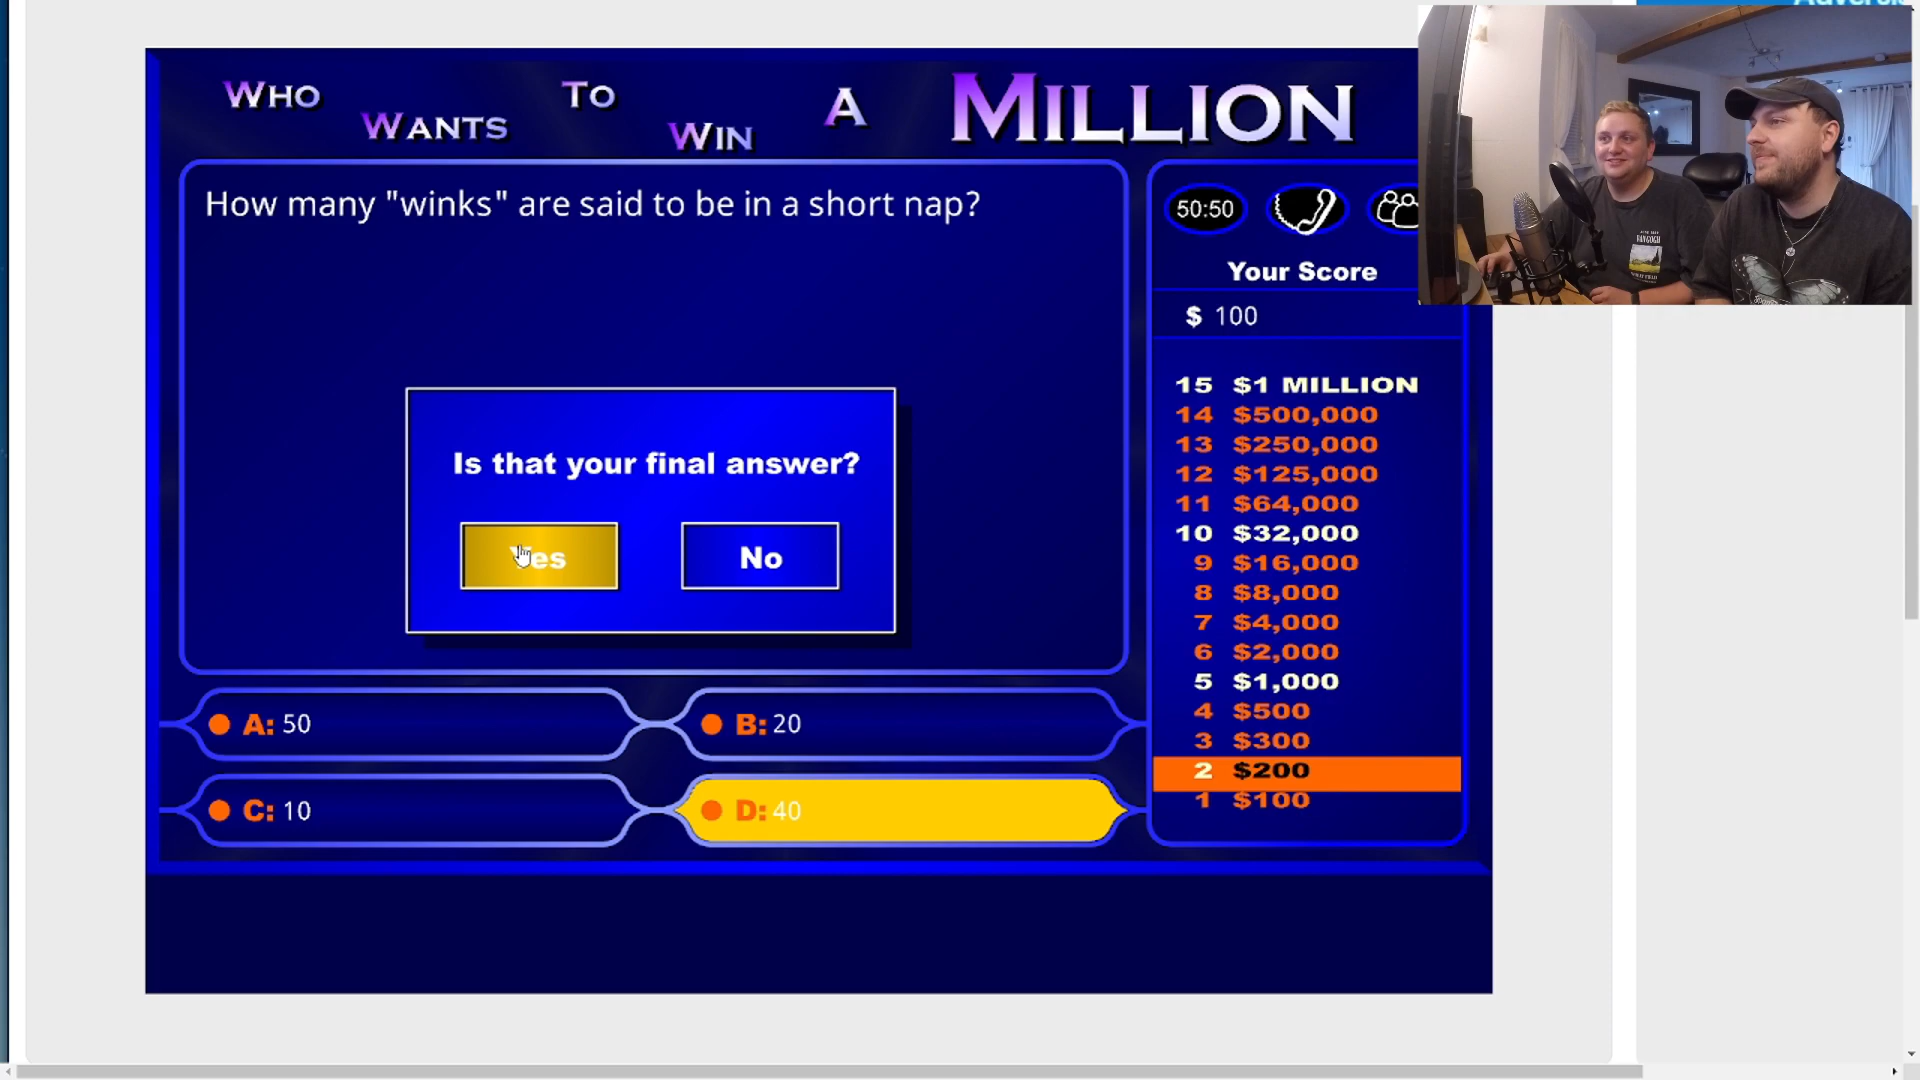 WHO WANTS TO WIN A MILLION
How many "winks" are said to be in a short nap?
50:50
Your Score
$ 100
15 $1 MILLION
14 $500,000
13 $250,000
12 $125,000
11 $64,000
10 $32,000
9 $16,000
8 $8,000
7 $4,000
6 $2,000
5 $1,000
4 $500
3 $300
2 $200
1 $100
Is that your final answer?
Yes No
A: 50 B: 20
C: 10 D: 40
VAN GOGH